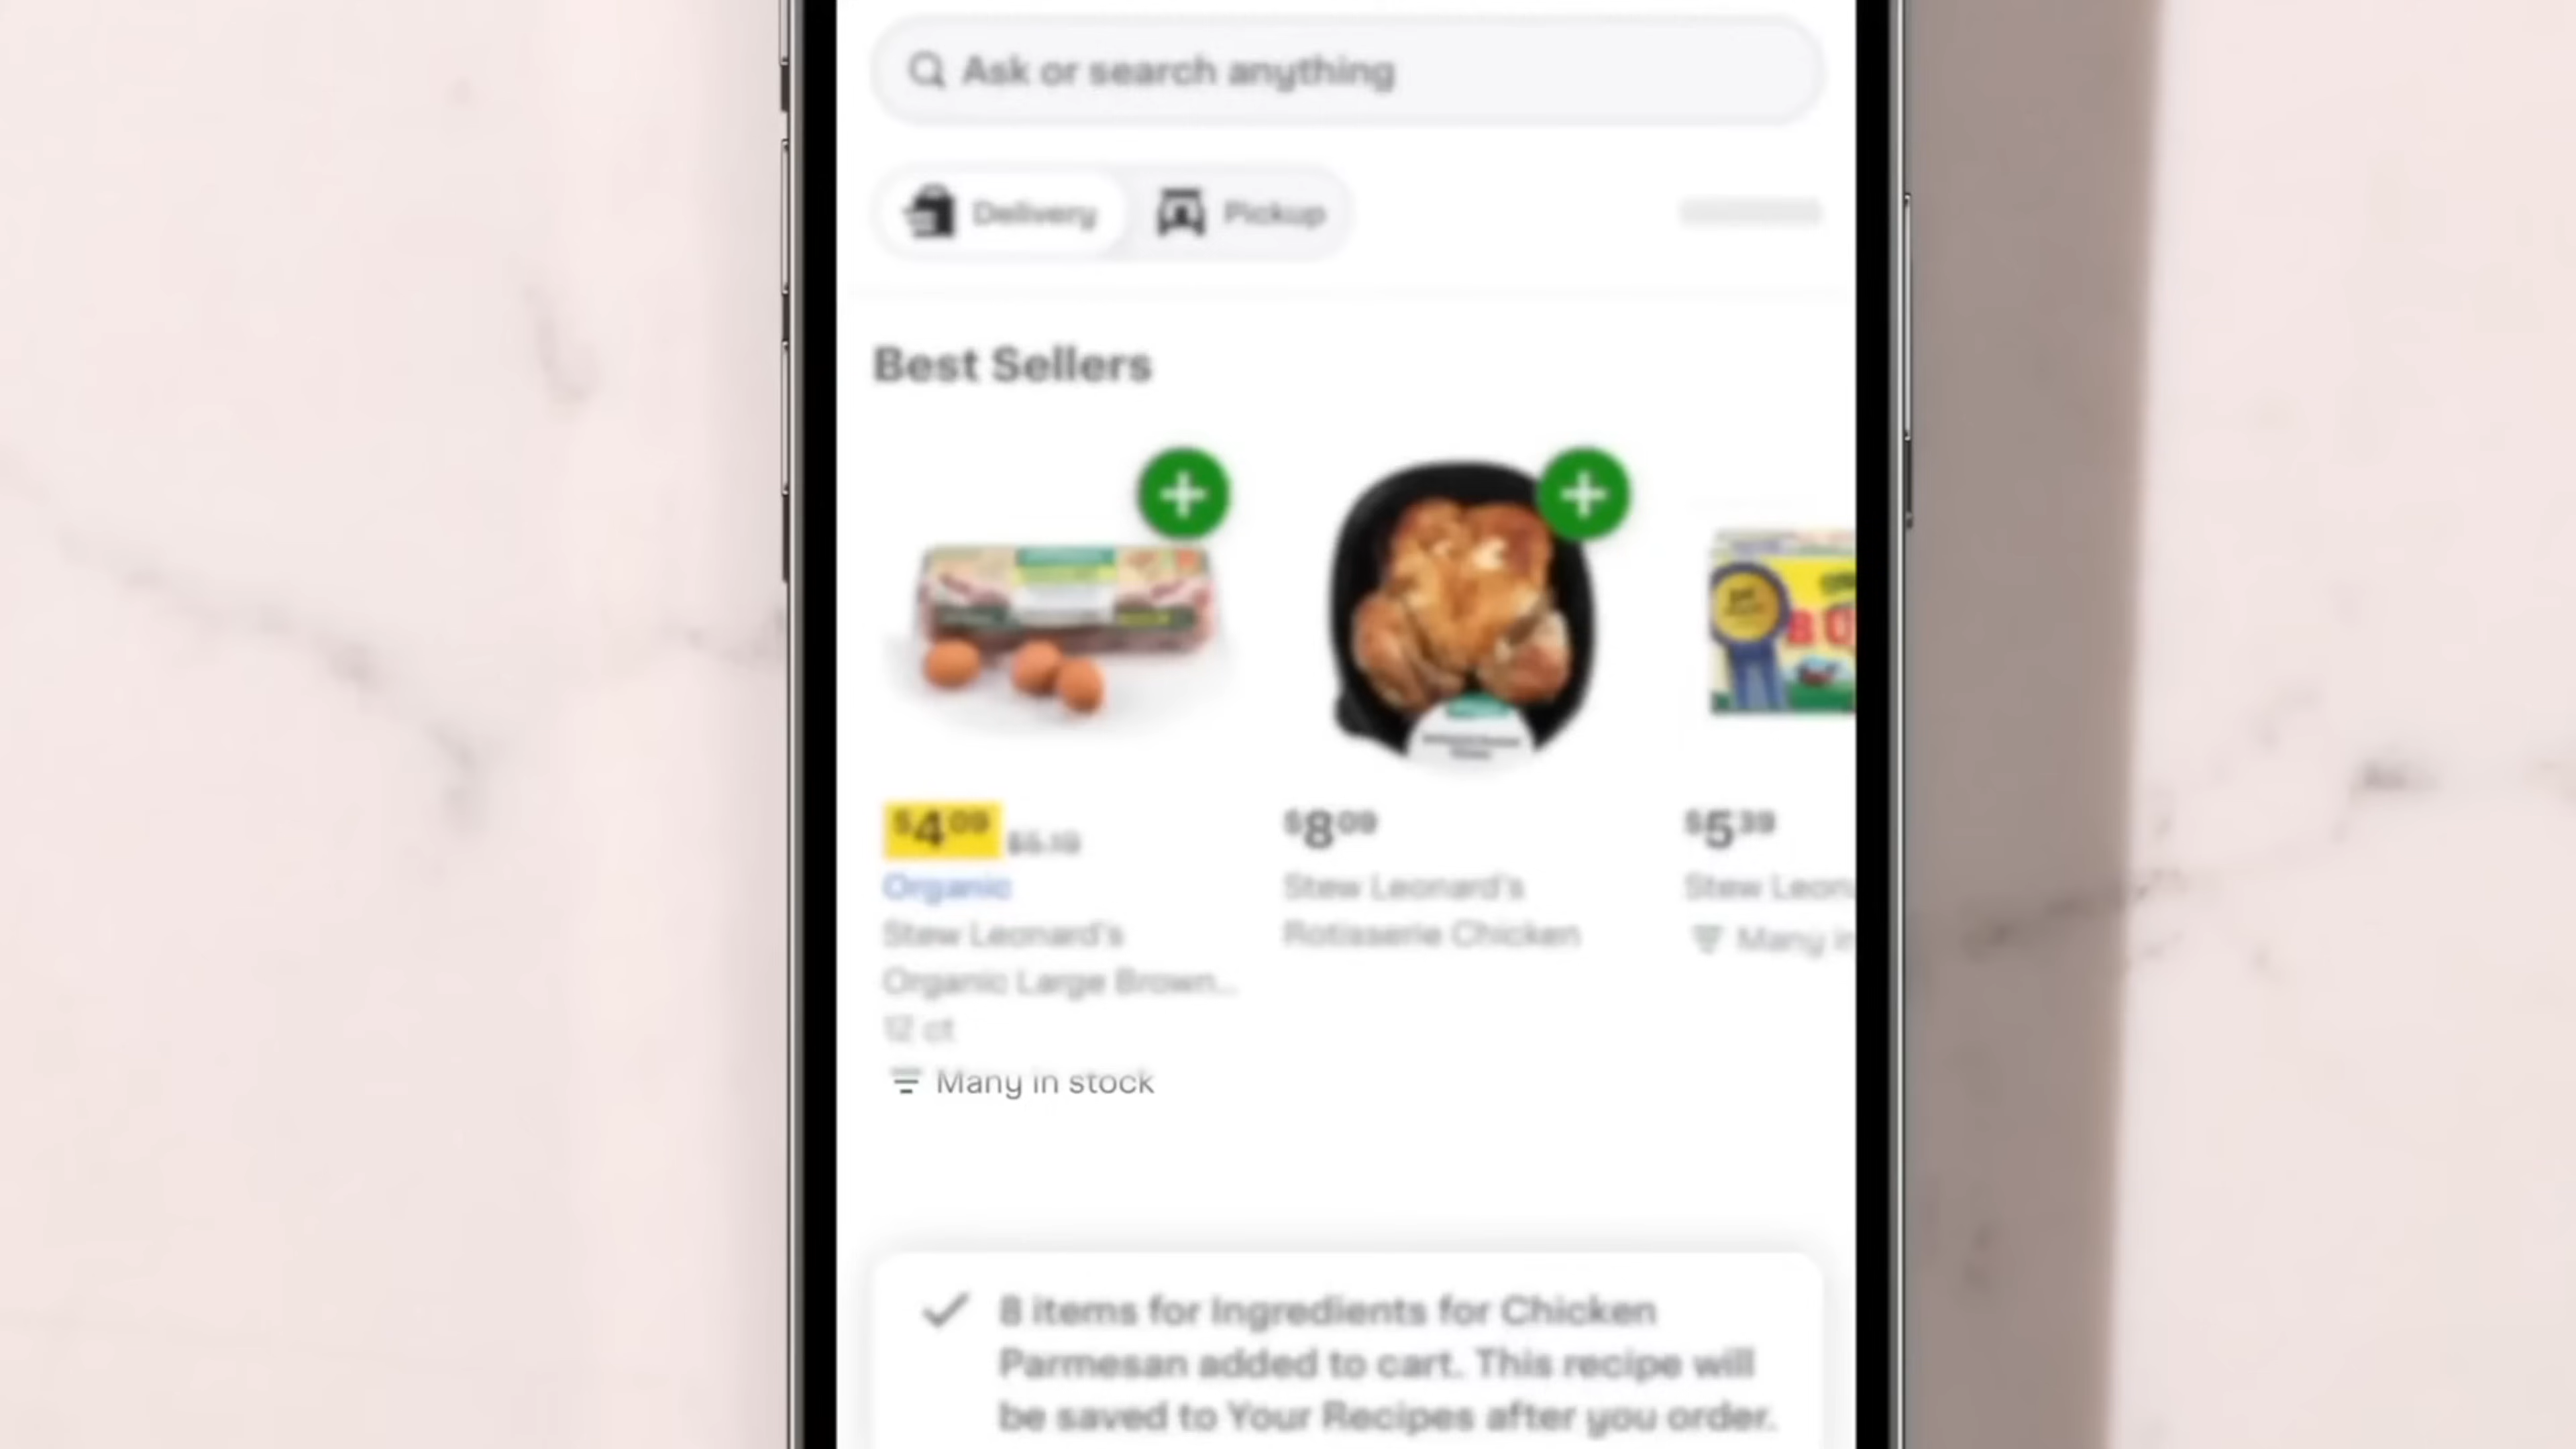 Ask or search anything
Delivery Pickup
Best Sellers
$4 09 $5.19 $8 09 $5 39
Organic Stew Leonard's Stew Leon
Stew Leonard's Rotisserie Chicken Many in
Organic Large Brown...
12 ct
Many in stock
8 items for Ingredients for Chicken
Parmesan added to cart. This recipe will
be saved to Your Recipes after you order.